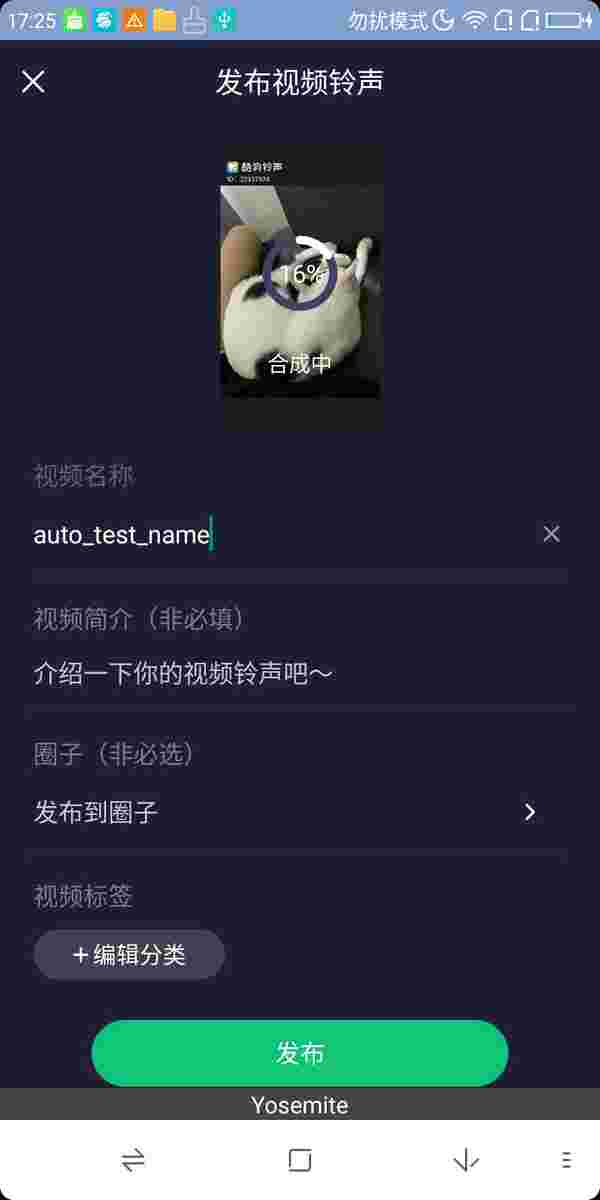 17:25
勿扰模式
发布视频铃声
酷狗铃声
16%
合成中
视频名称
auto_test_name
视频简介（非必填）
介绍一下你的视频铃声吧～
圈子（非必选）
发布到圈子
视频标签
+编辑分类
发布
Yosemite